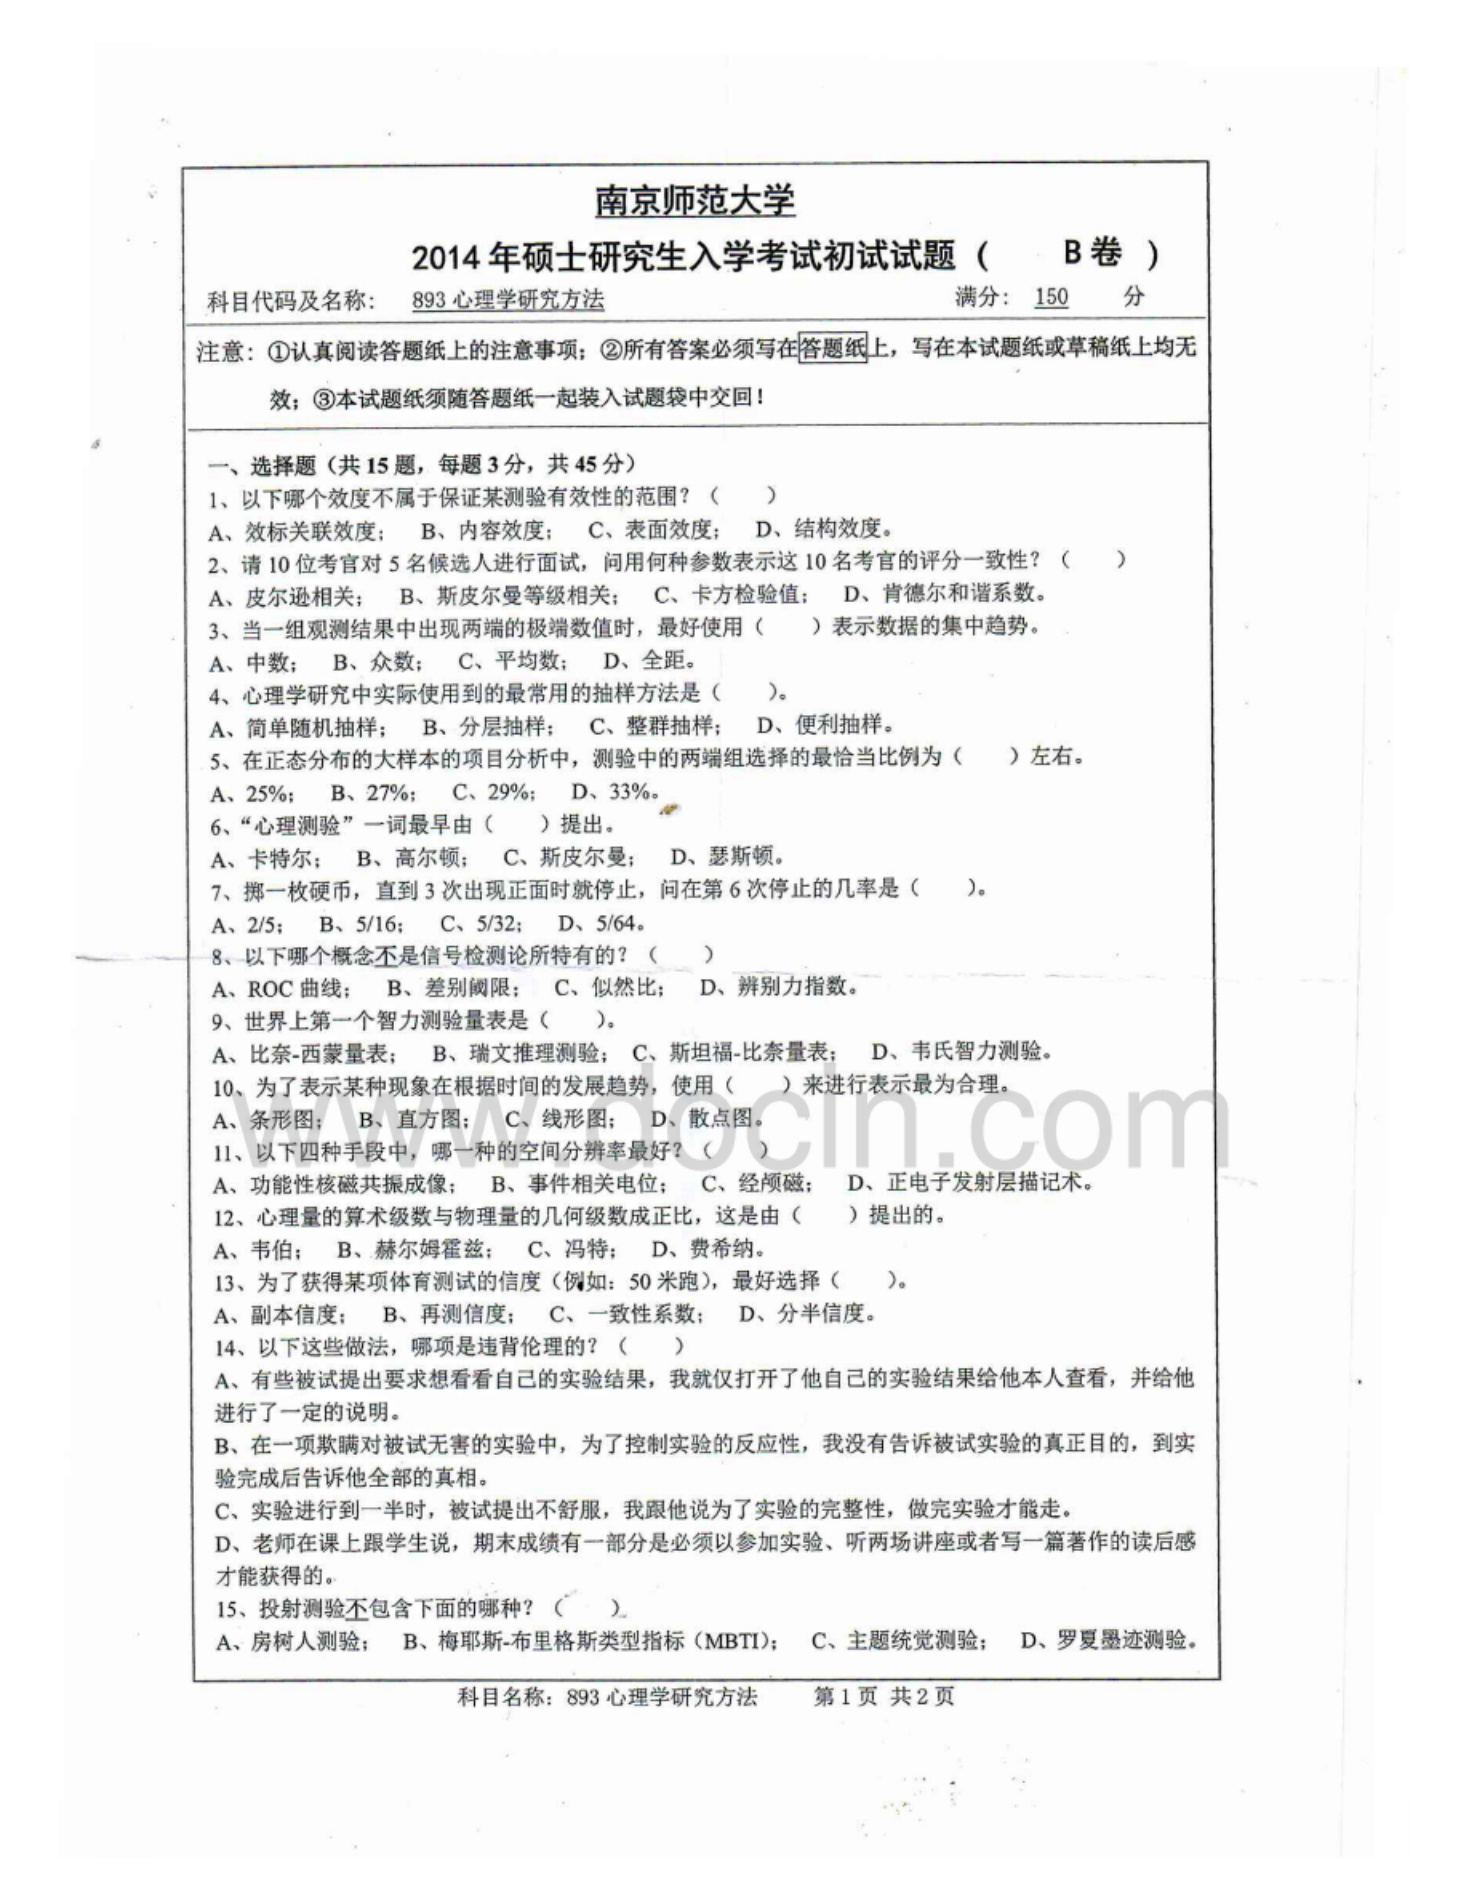 南京师范大学
2014年硕士研究生入学考试初试试题（ B卷 ）
科目代码及名称： 893 心理学研究方法 满分： 150 分
注意：①认真阅读答题纸上的注意事项；②所有答案必须写在答题纸上，写在本试题纸或草稿纸上均无
效；③本试题纸须随答题纸一起装入试题袋中交回！
一、选择题（共15题，每题3分，共45分）
1、以下哪个效度不属于保证某测验有效性的范围？（ ）
A、效标关联效度； B、内容效度； C、表面效度； D、结构效度。
2、请10位考官对5名候选人进行面试，问用何种参数表示这10名考官的评分一致性？（ ）
A、皮尔逊相关； B、斯皮尔曼等级相关； C、卡方检验值； D、肯德尔和谐系数。
3、当一组观测结果中出现两端的极端数值时，最好使用（ ）表示数据的集中趋势。
A、中数； B、众数； C、平均数； D、全距。
4、心理学研究中实际使用到的最常用的抽样方法是（ ）。
A、简单随机抽样； B、分层抽样； C、整群抽样； D、便利抽样。
5、在正态分布的大样本的项目分析中，测验中的两端组选择的最恰当比例为（ ）左右。
A、25%； B、27%； C、29%； D、33%。
6、“心理测验”一词最早由（ ）提出。
A、卡特尔； B、高尔顿； C、斯皮尔曼； D、瑟斯顿。
7、掷一枚硬币，直到3次出现正面时就停止，问在第6次停止的几率是（ ）。
A、2/5； B、5/16； C、5/32； D、5/64。
8、以下哪个概念不是信号检测论所特有的？（ ）
A、ROC曲线； B、差别阈限； C、似然比； D、辨别力指数。
9、世界上第一个智力测验量表是（ ）。
A、比奈-西蒙量表； B、瑞文推理测验； C、斯坦福-比奈量表； D、韦氏智力测验。
10、为了表示某种现象在根据时间的发展趋势，使用（ ）来进行表示最为合理。
A、条形图； B、直方图； C、线形图； D、散点图。
11、以下四种手段中，哪一种的空间分辨率最好？（ ）
A、功能性核磁共振成像； B、事件相关电位； C、经颅磁； D、正电子发射层描记术。
12、心理量的算术级数与物理量的几何级数成正比，这是由（ ）提出的。
A、韦伯； B、赫尔姆霍兹； C、冯特； D、费希纳。
13、为了获得某项体育测试的信度（例如：50米跑），最好选择（ ）。
A、副本信度； B、再测信度； C、一致性系数； D、分半信度。
14、以下这些做法，哪项是违背伦理的？（ ）
A、有些被试提出要求想看看自己的实验结果，我就仅打开了他自己的实验结果给他本人查看，并给他
进行了一定的说明。
B、在一项欺瞒对被试无害的实验中，为了控制实验的反应性，我没有告诉被试实验的真正目的，到实
验完成后告诉他全部的真相。
C、实验进行到一半时，被试提出不舒服，我跟他说为了实验的完整性，做完实验才能走。
D、老师在课上跟学生说，期末成绩有一部分是必须以参加实验、听两场讲座或者写一篇著作的读后感
才能获得的。
15、投射测验不包含下面的哪种？（ ）
A、房树人测验； B、梅耶斯-布里格斯类型指标（MBTI）； C、主题统觉测验； D、罗夏墨迹测验。
科目名称：893 心理学研究方法 第1页 共2页
www.docin.com